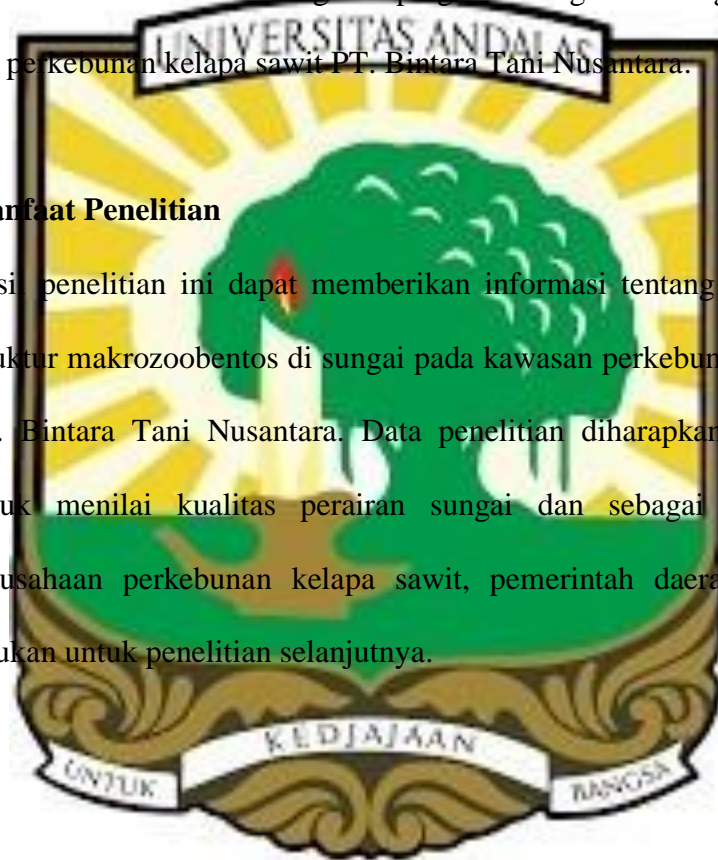 UNIVERSITAS ANDALAS
perkebunan kelapa sawit PT. Bintara Tani Nusantara.
anfaat Penelitian
sil penelitian ini dapat memberikan informasi tentang
uktur makrozoobentos di sungai pada kawasan perkebun
. Bintara Tani Nusantara. Data penelitian diharapkan
uk menilai kualitas perairan sungai dan sebagai
usahaan perkebunan kelapa sawit, pemerintah daera
ukan untuk penelitian selanjutnya.
KEDJAJAAN
UNTUK BANGSA